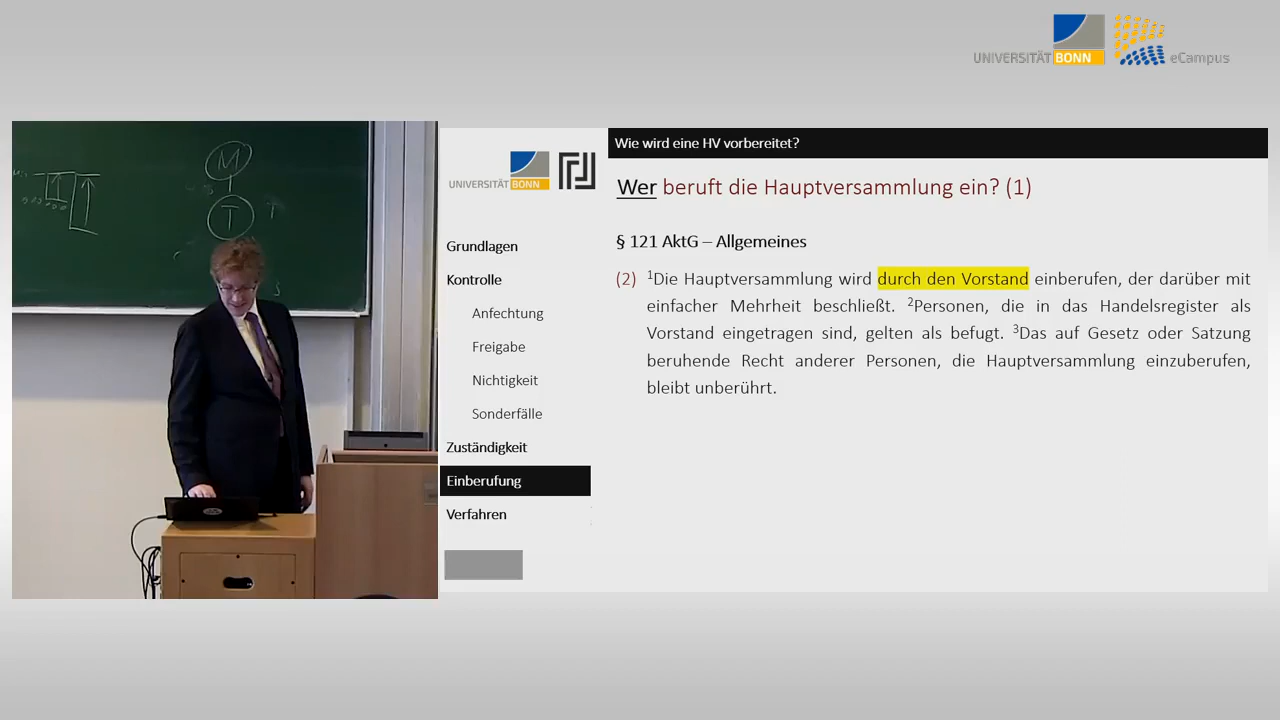 UNIVERSITÄT BONN eCampus
Wie wird eine HV vorbereitet?
UNIVERSITÄT BONN
Wer beruft die Hauptversammlung ein? (1)
§ 121 AktG – Allgemeines
(2) ¹Die Hauptversammlung wird durch den Vorstand einberufen, der darüber mit
einfacher Mehrheit beschließt. ²Personen, die in das Handelsregister als
Vorstand eingetragen sind, gelten als befugt. ³Das auf Gesetz oder Satzung
beruhende Recht anderer Personen, die Hauptversammlung einzuberufen,
bleibt unberührt.
Grundlagen
Kontrolle
Anfechtung
Freigabe
Nichtigkeit
Sonderfälle
Zuständigkeit
Einberufung
Verfahren
M
T